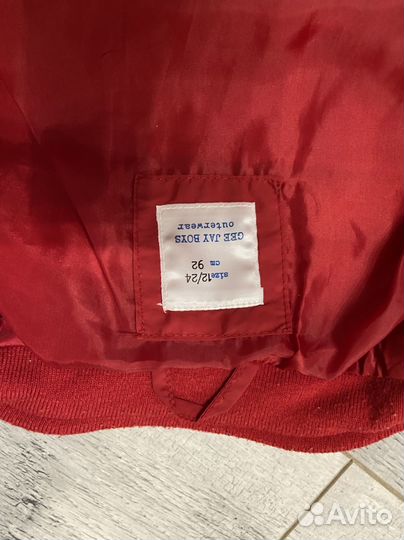 GEE JAY BOYS
outerwear
size 12/24
cm 92
Avito